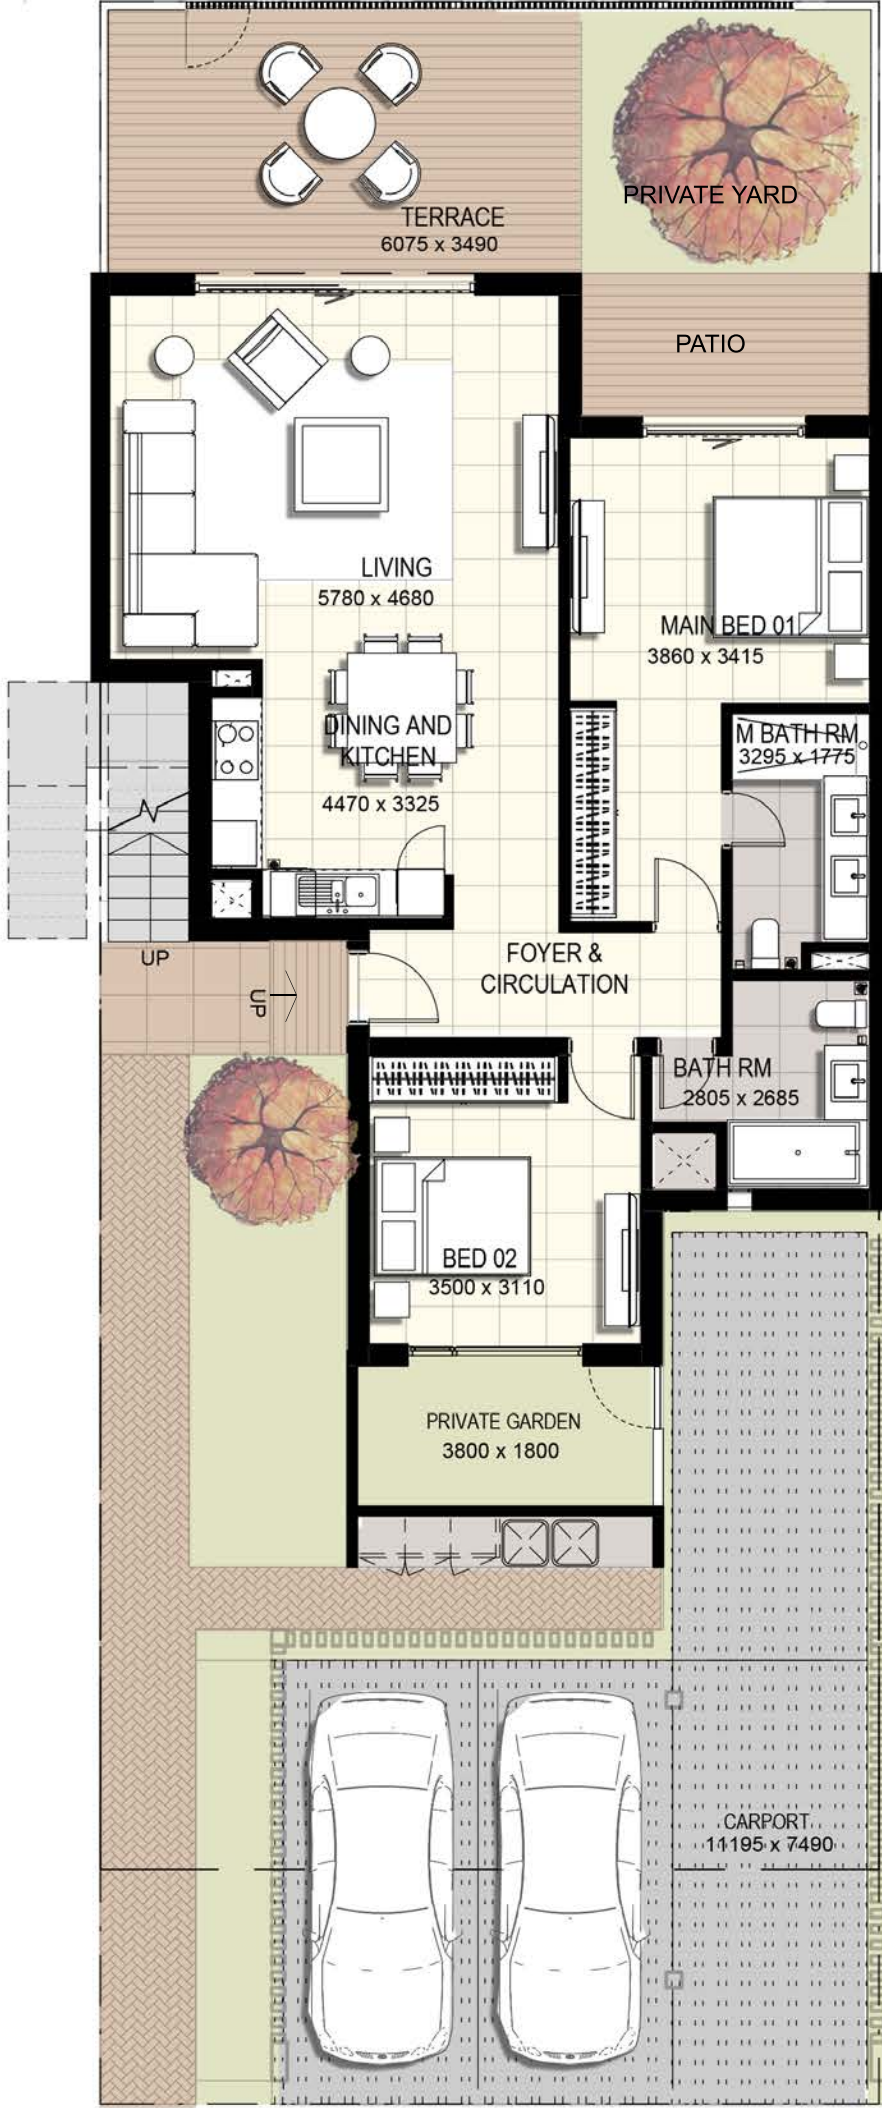 PRIVATE YARD
TERRACE
6075 x 3490
PATIO
LIVING
5780 x 4680
MAIN BED 01
3860 x 3415
DINING AND
KITCHEN
4470 x 3325
M BATH RM
3295 x 1775
UP
UP
FOYER &
CIRCULATION
BATH RM
2805 x 2685
BED 02
3500 x 3110
PRIVATE GARDEN
3800 x 1800
CARPORT
11195 x 7490